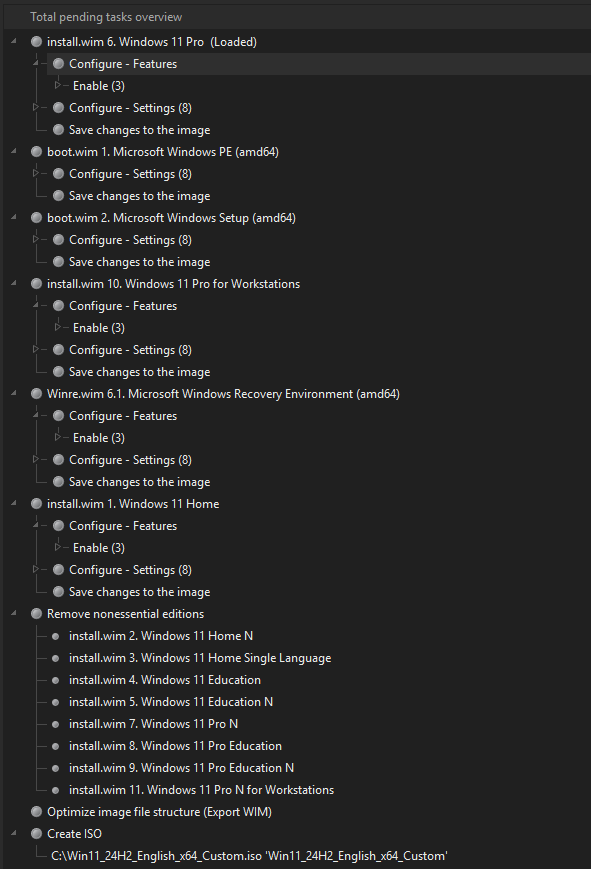 Total pending tasks overview
install.wim 6. Windows 11 Pro (Loaded)
Configure - Features
Enable (3)
Configure - Settings (8)
Save changes to the image
boot.wim 1. Microsoft Windows PE (amd64)
Configure - Settings (8)
Save changes to the image
boot.wim 2. Microsoft Windows Setup (amd64)
Configure - Settings (8)
Save changes to the image
install.wim 10. Windows 11 Pro for Workstations
Configure - Features
Enable (3)
Configure - Settings (8)
Save changes to the image
Winre.wim 6.1. Microsoft Windows Recovery Environment (amd64)
Configure - Features
Enable (3)
Configure - Settings (8)
Save changes to the image
install.wim 1. Windows 11 Home
Configure - Features
Enable (3)
Configure - Settings (8)
Save changes to the image
Remove nonessential editions
install.wim 2. Windows 11 Home N
install.wim 3. Windows 11 Home Single Language
install.wim 4. Windows 11 Education
install.wim 5. Windows 11 Education N
install.wim 7. Windows 11 Pro N
install.wim 8. Windows 11 Pro Education
install.wim 9. Windows 11 Pro Education N
install.wim 11. Windows 11 Pro N for Workstations
Optimize image file structure (Export WIM)
Create ISO
C:\Win11_24H2_English_x64_Custom.iso 'Win11_24H2_English_x64_Custom'